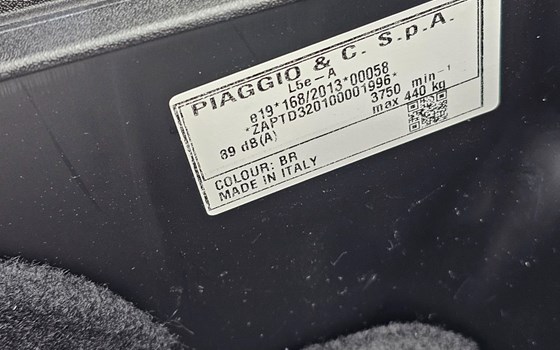 PIAGGIO & C. S.p.A.
L5e-A
e19*168/2013*00058
*ZAPTD320100001996*
89 dB(A) 3750 min⁻¹
max 440 kg
COLOUR: BR
MADE IN ITALY